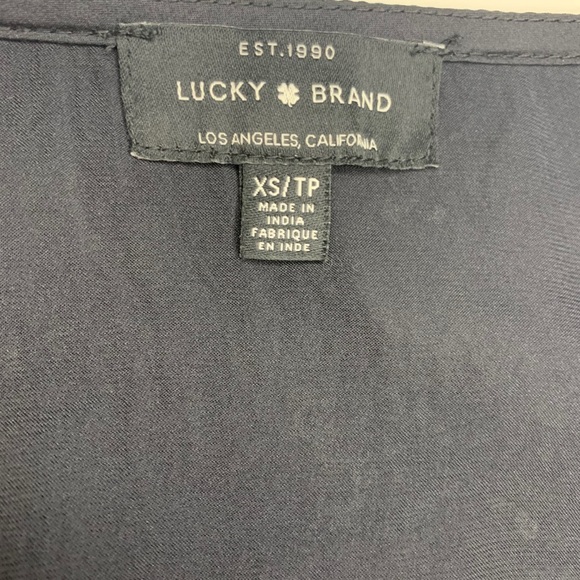 EST.1990
LUCKY BRAND
LOS ANGELES, CALIFORNIA
XS/TP
MADE IN
INDIA
FABRIQUE
EN INDE